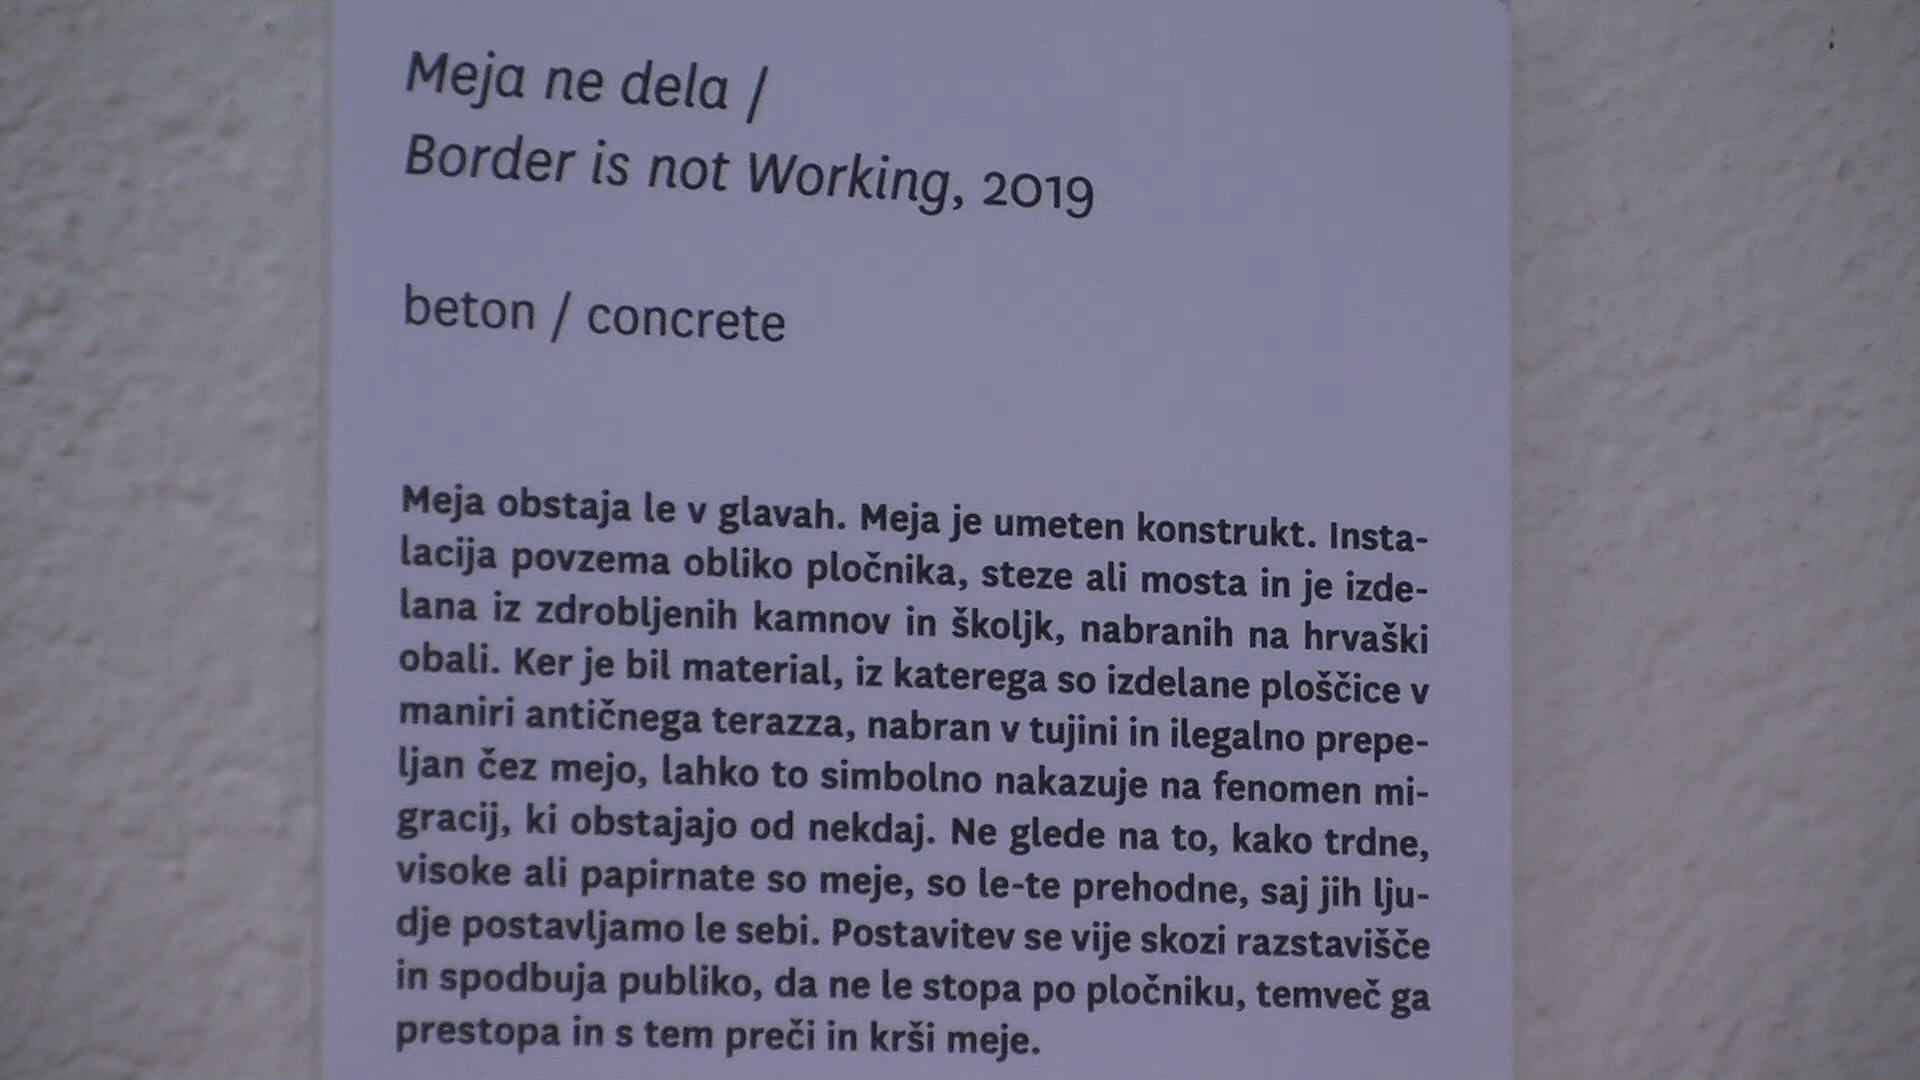 Meja ne dela /
Border is not Working, 2019
beton / concrete
Meja obstaja le v glavah. Meja je umeten konstrukt. Insta-
lacija povzema obliko pločnika, steze ali mosta in je izde-
lana iz zdrobljenih kamnov in školjk, nabranih na hrvaški
obali. Ker je bil material, iz katerega so izdelane ploščice v
maniri antičnega terazza, nabran v tujini in ilegalno prepe-
ljan čez mejo, lahko to simbolno nakazuje na fenomen mi-
gracij, ki obstajajo od nekdaj. Ne glede na to, kako trdne,
visoke ali papirnate so meje, so le-te prehodne, saj jih lju-
dje postavljamo le sebi. Postavitev se vije skozi razstavišče
in spodbuja publiko, da ne le stopa po pločniku, temveč ga
prestopa in s tem preči in krši meje.